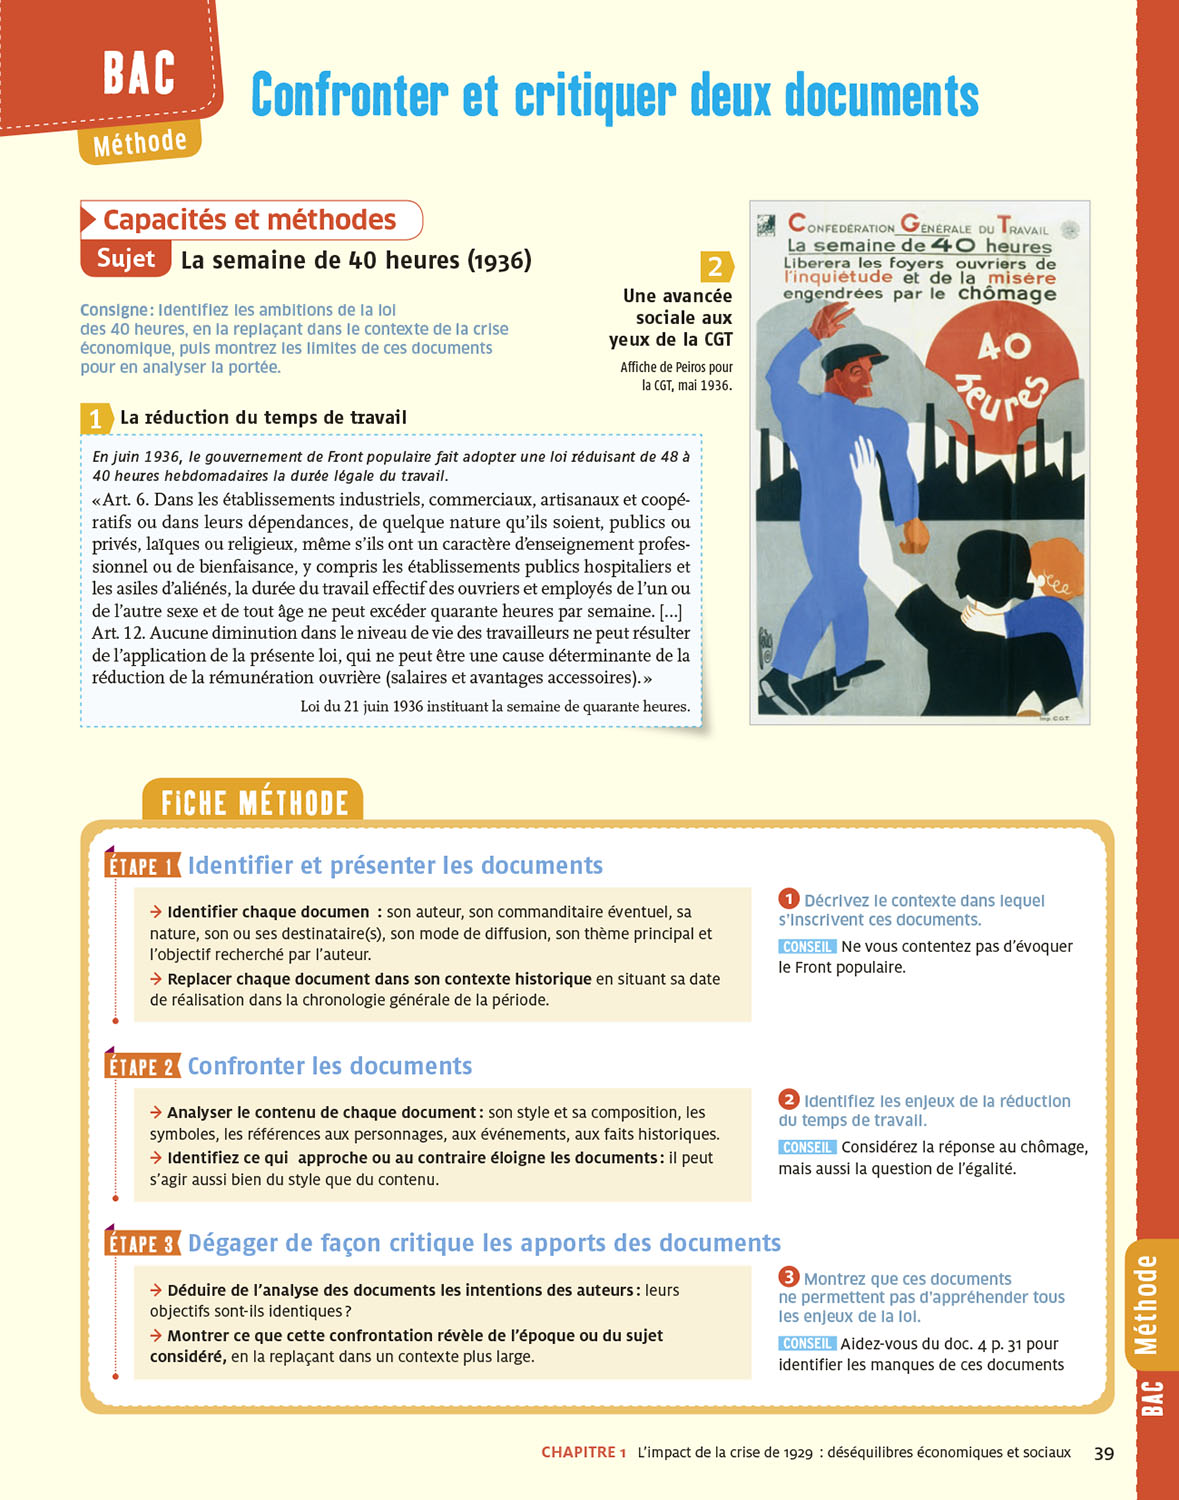 BAC
Méthode
Confronter et critiquer deux documents
Capacités et méthodes
Sujet La semaine de 40 heures (1936)
Consigne : Identifiez les ambitions de la loi
des 40 heures, en la replaçant dans le contexte de la crise
économique, puis montrez les limites de ces documents
pour en analyser la portée.
2
Une avancée
sociale aux
yeux de la CGT
Affiche de Peiros pour
la CGT, mai 1936.
CONFÉDÉRATION GÉNÉRALE DU TRAVAIL
La semaine de 40 heures
Liberera les foyers ouvriers de
l'inquiétude et de la misère
engendrées par le chômage
40
heures
Imp. C.G.T.
1 La réduction du temps de travail
En juin 1936, le gouvernement de Front populaire fait adopter une loi réduisant de 48 à
40 heures hebdomadaires la durée légale du travail.
« Art. 6. Dans les établissements industriels, commerciaux, artisanaux et coopé-
ratifs ou dans leurs dépendances, de quelque nature qu'ils soient, publics ou
privés, laïques ou religieux, même s'ils ont un caractère d'enseignement profes-
sionnel ou de bienfaisance, y compris les établissements publics hospitaliers et
les asiles d'aliénés, la durée du travail effectif des ouvriers et employés de l'un ou
de l'autre sexe et de tout âge ne peut excéder quarante heures par semaine. [...]
Art. 12. Aucune diminution dans le niveau de vie des travailleurs ne peut résulter
de l'application de la présente loi, qui ne peut être une cause déterminante de la
réduction de la rémunération ouvrière (salaires et avantages accessoires). »
Loi du 21 juin 1936 instituant la semaine de quarante heures.
FICHE MÉTHODE
ÉTAPE 1 Identifier et présenter les documents
→ Identifier chaque documen : son auteur, son commanditaire éventuel, sa
nature, son ou ses destinataire(s), son mode de diffusion, son thème principal et
l'objectif recherché par l'auteur.
→ Replacer chaque document dans son contexte historique en situant sa date
de réalisation dans la chronologie générale de la période.
1 Décrivez le contexte dans lequel
s'inscrivent ces documents.
CONSEIL Ne vous contentez pas d'évoquer
le Front populaire.
ÉTAPE 2 Confronter les documents
→ Analyser le contenu de chaque document : son style et sa composition, les
symboles, les références aux personnages, aux événements, aux faits historiques.
→ Identifiez ce qui approche ou au contraire éloigne les documents : il peut
s'agir aussi bien du style que du contenu.
2 Identifiez les enjeux de la réduction
du temps de travail.
CONSEIL Considérez la réponse au chômage,
mais aussi la question de l'égalité.
ÉTAPE 3 Dégager de façon critique les apports des documents
→ Déduire de l'analyse des documents les intentions des auteurs : leurs
objectifs sont-ils identiques ?
→ Montrer ce que cette confrontation révèle de l'époque ou du sujet
considéré, en la replaçant dans un contexte plus large.
3 Montrez que ces documents
ne permettent pas d'appréhender tous
les enjeux de la loi.
CONSEIL Aidez-vous du doc. 4 p. 31 pour
identifier les manques de ces documents
BAC Méthode
CHAPITRE 1 L'impact de la crise de 1929 : déséquilibres économiques et sociaux 39